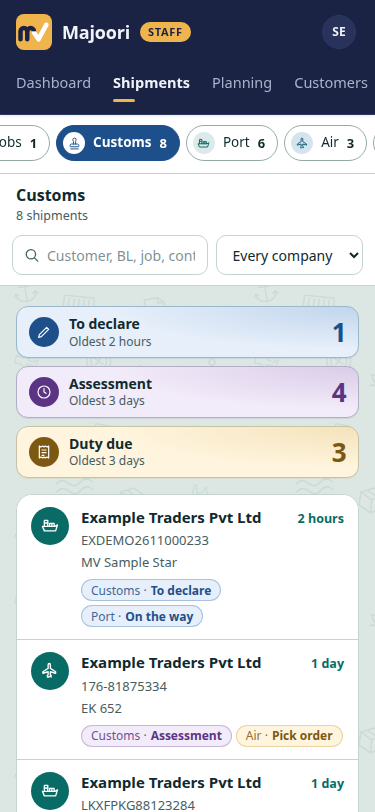 Majoori STAFF SE
Dashboard Shipments Planning Customers
obs 1 Customs 8 Port 6 Air 3
Customs
8 shipments
Customer, BL, job, cont Every company
To declare
Oldest 2 hours
1
Assessment
Oldest 3 days
4
Duty due
Oldest 3 days
3
Example Traders Pvt Ltd 2 hours
EXDEMO2611000233
MV Sample Star
Customs · To declare
Port · On the way
Example Traders Pvt Ltd 1 day
176-81875334
EK 652
Customs · Assessment Air · Pick order
Example Traders Pvt Ltd 1 day
LKXFPKG88123284